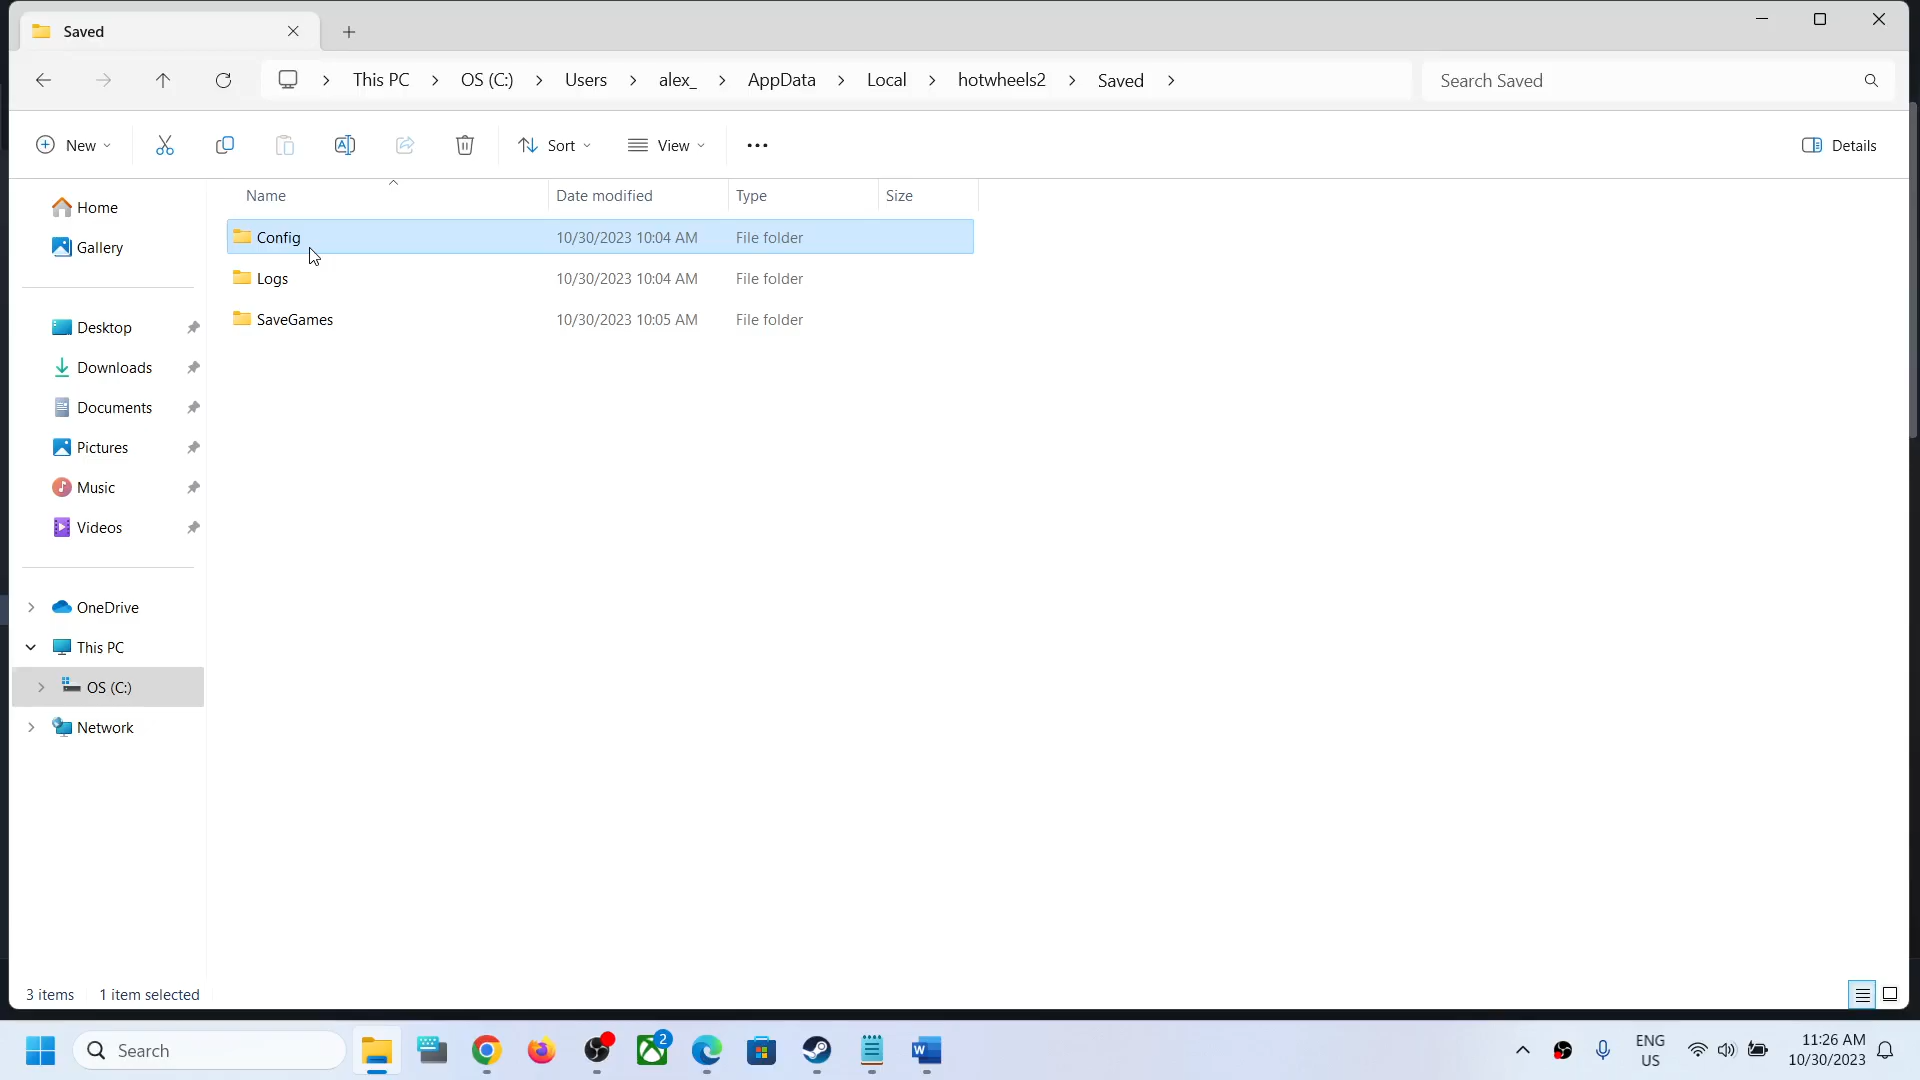 Saved
This PC
OS (C:)
Users
alex_
AppData
Local
hotwheels2
Saved
Search Saved
New
Sort
View
Details
Name
Date modified
Type
Size
Config
10/30/2023 10:04 AM
File folder
Logs
10/30/2023 10:04 AM
File folder
SaveGames
10/30/2023 10:05 AM
File folder
Home
Gallery
Desktop
Downloads
Documents
Pictures
Music
Videos
OneDrive
This PC
OS (C:)
Network
3 items
1 item selected
Search
2
ENG
US
11:26 AM
10/30/2023